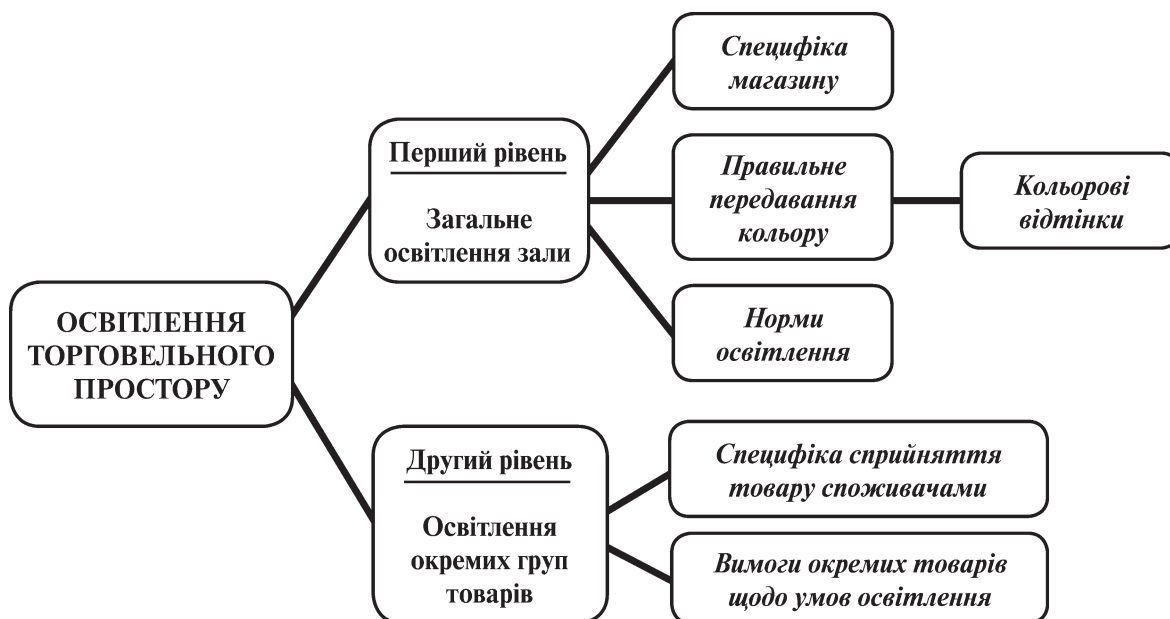 Специфіка
магазину
Перший рівень
Загальне
освітлення зали
Правильне
передавання
кольору
Кольорові
відтінки
Норми
освітлення
ОСВІТЛЕННЯ
ТОРГОВЕЛЬНОГО
ПРОСТОРУ
Другий рівень
Освітлення
окремих груп
товарів
Специфіка сприйняття
товару споживачами
Вимоги окремих товарів
щодо умов освітлення